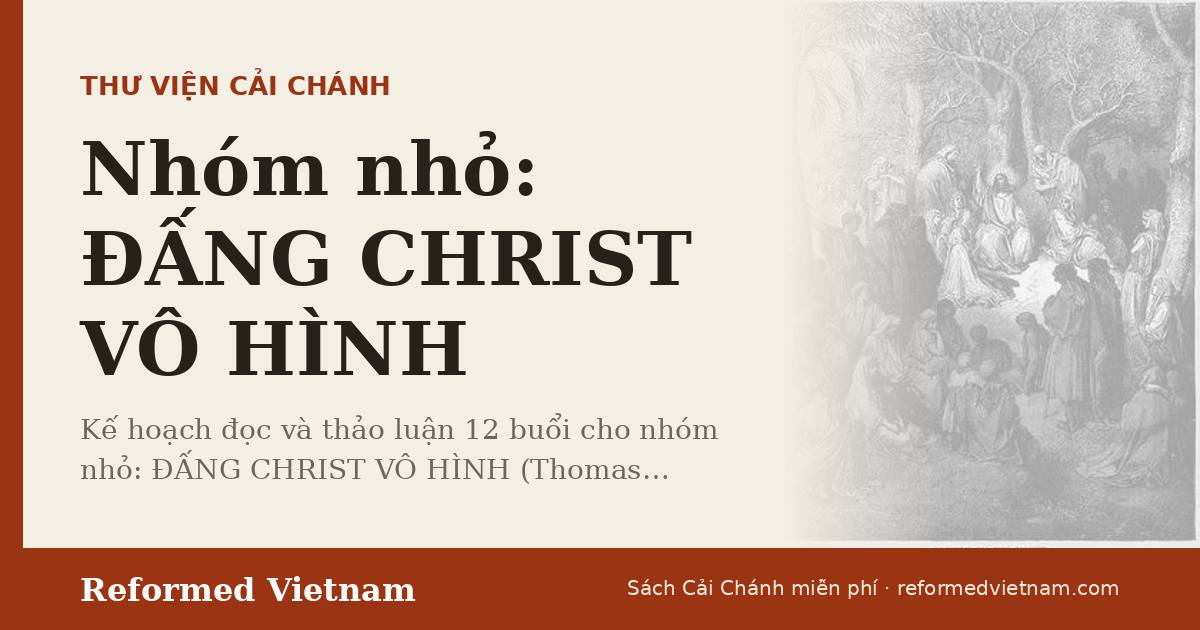 THƯ VIỆN CẢI CHÁNH
Nhóm nhỏ:
ĐẤNG CHRIST
VÔ HÌNH
Kế hoạch đọc và thảo luận 12 buổi cho nhóm
nhỏ: ĐẤNG CHRIST VÔ HÌNH (Thomas...
Reformed Vietnam
Sách Cải Chánh miễn phí · reformedvietnam.com